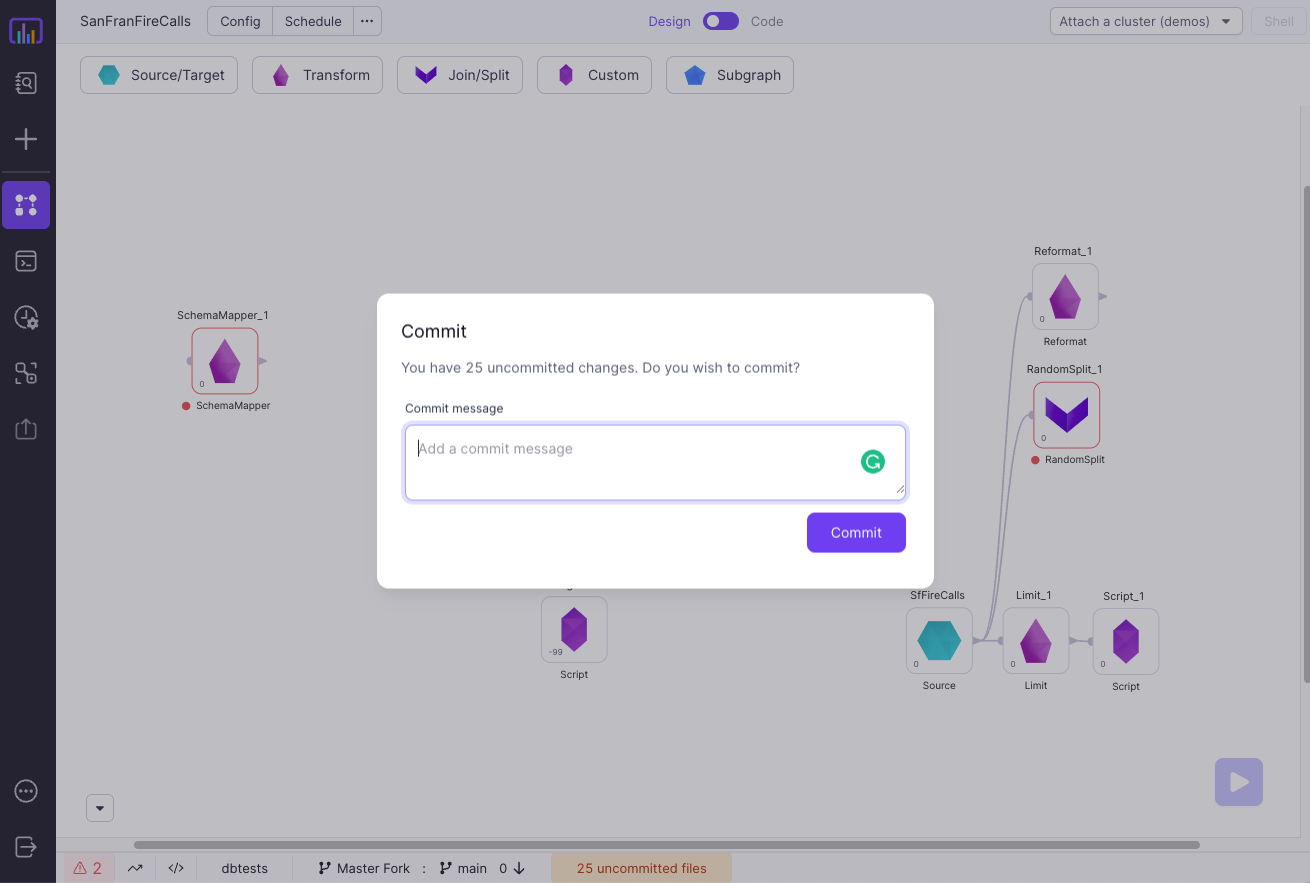 SanFranFireCalls
Config
Schedule
Design
Code
Attach a cluster (demos)
Shell
Source/Target
Transform
Join/Split
Custom
Subgraph
Reformat_1
0
Reformat
SchemaMapper_1
0
SchemaMapper
RandomSplit_1
0
RandomSplit
Commit
You have 25 uncommitted changes. Do you wish to commit?
Commit message
Add a commit message
Commit
-99
Script
SfFireCalls
Limit_1
Script_1
0
0
0
Source
Limit
Script
2
</>
dbtests
Master Fork : main 0
25 uncommitted files